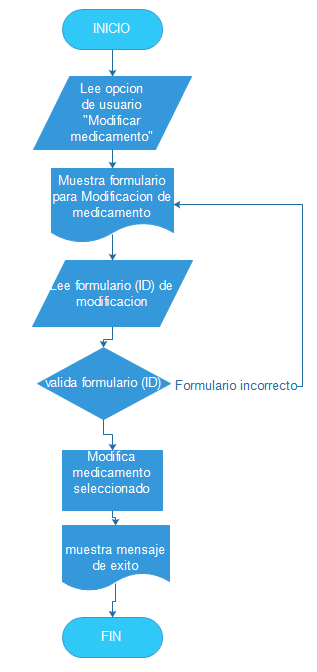 INICIO
Lee opcion
de usuario
"Modificar
medicamento"
Muestra formulario
para Modificacion de
medicamento
Lee formulario (ID) de
modificacion
valida formulario (ID)
Formulario incorrecto
Modifica
medicamento
seleccionado
muestra mensaje
de exito
FIN